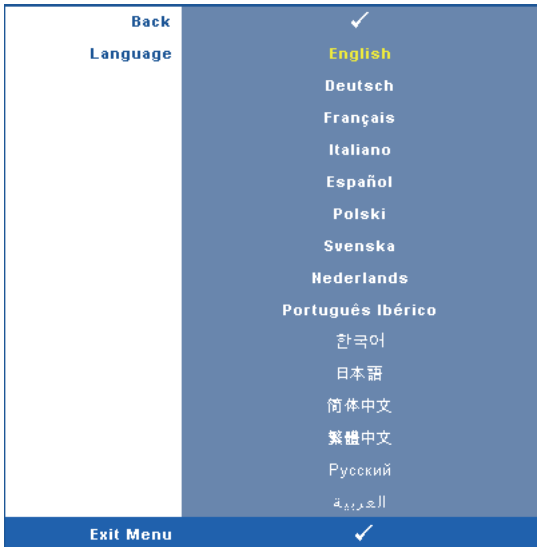 Back ✓
Language English
Deutsch
Français
Italiano
Español
Polski
Svenska
Nederlands
Português Ibérico
한국어
日本語
简体中文
繁體中文
Русский
العربية
Exit Menu ✓